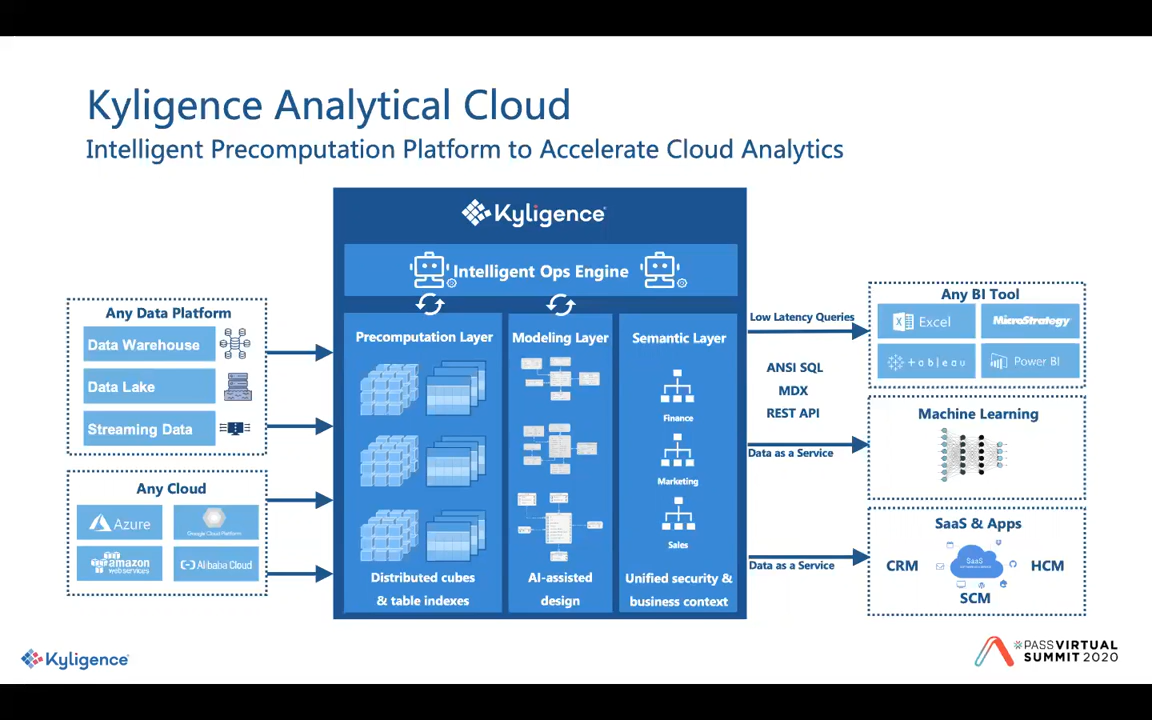 Kyligence Analytical Cloud
Intelligent Precomputation Platform to Accelerate Cloud Analytics
Kyligence
Intelligent Ops Engine
Any Data Platform
Data Warehouse
Data Lake
Streaming Data
Any Cloud
Azure
Google Cloud Platform
amazon
webservices
Alibaba Cloud
Precomputation Layer
Distributed cubes
& table indexes
Modeling Layer
AI-assisted
design
Semantic Layer
Finance
Marketing
Sales
Unified security &
business context
Low Latency Queries
ANSI SQL
MDX
REST API
Data as a Service
Data as a Service
Any BI Tool
Excel
MicroStrategy
tableau
Power BI
Machine Learning
SaaS & Apps
CRM
SaaS
HCM
SCM
Kyligence
PASS VIRTUAL
SUMMIT 2020